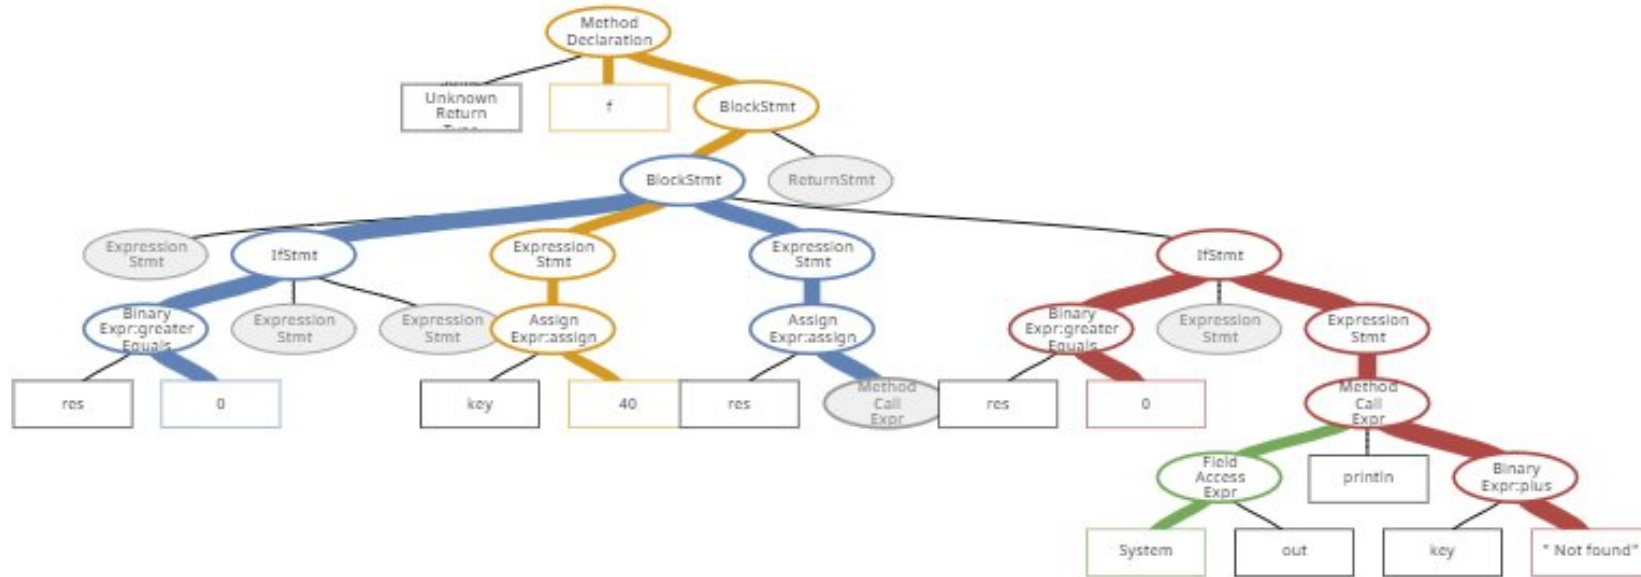 Method
Declaration
Unknown
Return
f
BlockStmt
BlockStmt
ReturnStmt
Expression
Stmt
IfStmt
Expression
Stmt
Expression
Stmt
IfStmt
Binary
Expr:greater
Equals
Expression
Stmt
Expression
Stmt
Assign
Expr:assign
Assign
Expr:assign
Binary
Expr:greater
Equals
Expression
Stmt
Expression
Stmt
res
0
key
40
res
Method
Call
Expr
res
0
Method
Call
Expr
Field
Access
Expr
println
Binary
Expr:plus
System
out
key
" Not found"